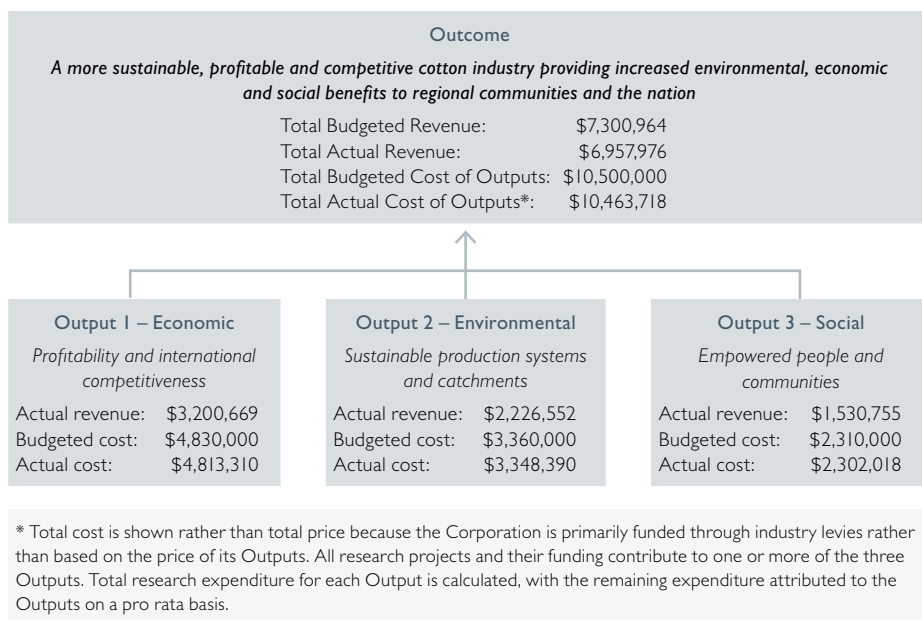 Outcome
A more sustainable, profitable and competitive cotton industry providing increased environmental, economic
and social benefits to regional communities and the nation
Total Budgeted Revenue: $7,300,964
Total Actual Revenue: $6,957,976
Total Budgeted Cost of Outputs: $10,500,000
Total Actual Cost of Outputs*: $10,463,718
Output 1 – Economic
Profitability and international
competitiveness
Actual revenue: $3,200,669
Budgeted cost: $4,830,000
Actual cost: $4,813,310
Output 2 – Environmental
Sustainable production systems
and catchments
Actual revenue: $2,226,552
Budgeted cost: $3,360,000
Actual cost: $3,348,390
Output 3 – Social
Empowered people and
communities
Actual revenue: $1,530,755
Budgeted cost: $2,310,000
Actual cost: $2,302,018
* Total cost is shown rather than total price because the Corporation is primarily funded through industry levies rather
than based on the price of its Outputs. All research projects and their funding contribute to one or more of the three
Outputs. Total research expenditure for each Output is calculated, with the remaining expenditure attributed to the
Outputs on a pro rata basis.